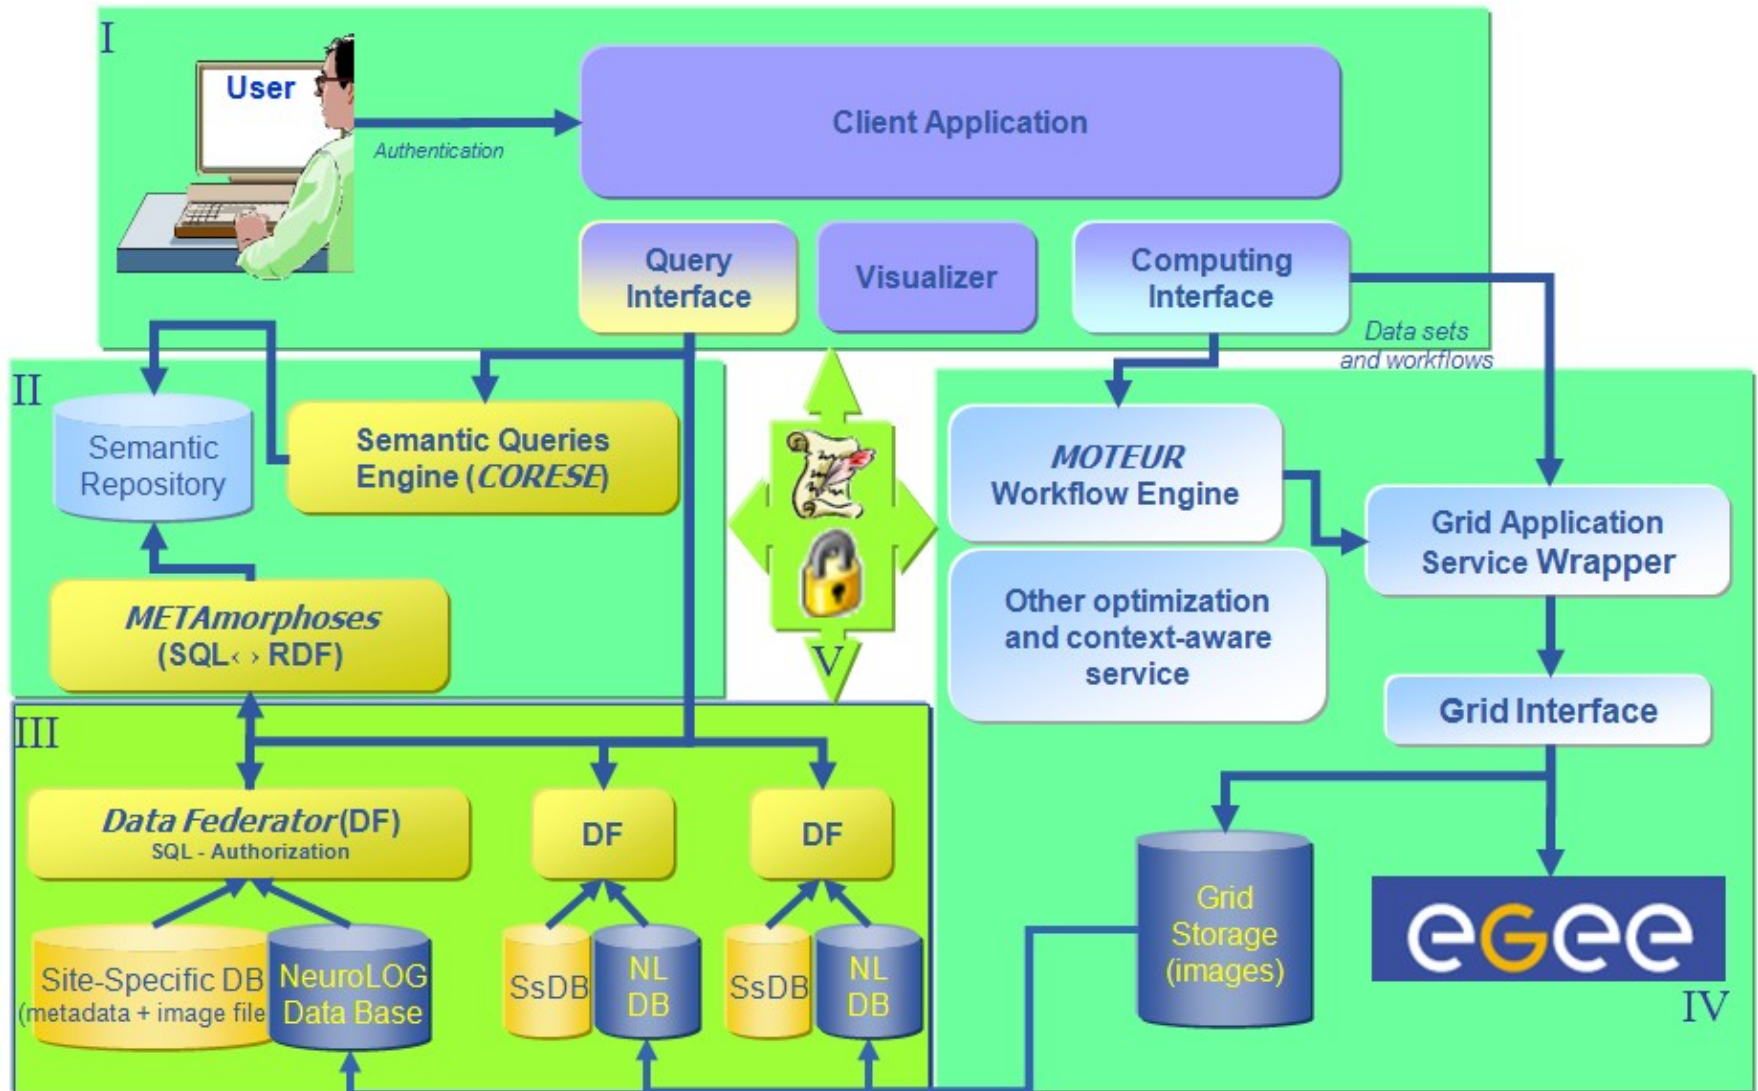 I
User
Authentication
Client Application
Query
Interface
Visualizer
Computing
Interface
Data sets
and workflows
II
Semantic
Repository
Semantic Queries
Engine (CORESE)
METAmorphoses
(SQL‹ › RDF)
V
MOTEUR
Workflow Engine
Other optimization
and context-aware
service
Grid Application
Service Wrapper
Grid Interface
Grid
Storage
(images)
eGee
IV
III
Data Federator (DF)
SQL - Authorization
DF
DF
Site-Specific DB
(metadata + image file
NeuroLOG
Data Base
SsDB
NL
DB
SsDB
NL
DB